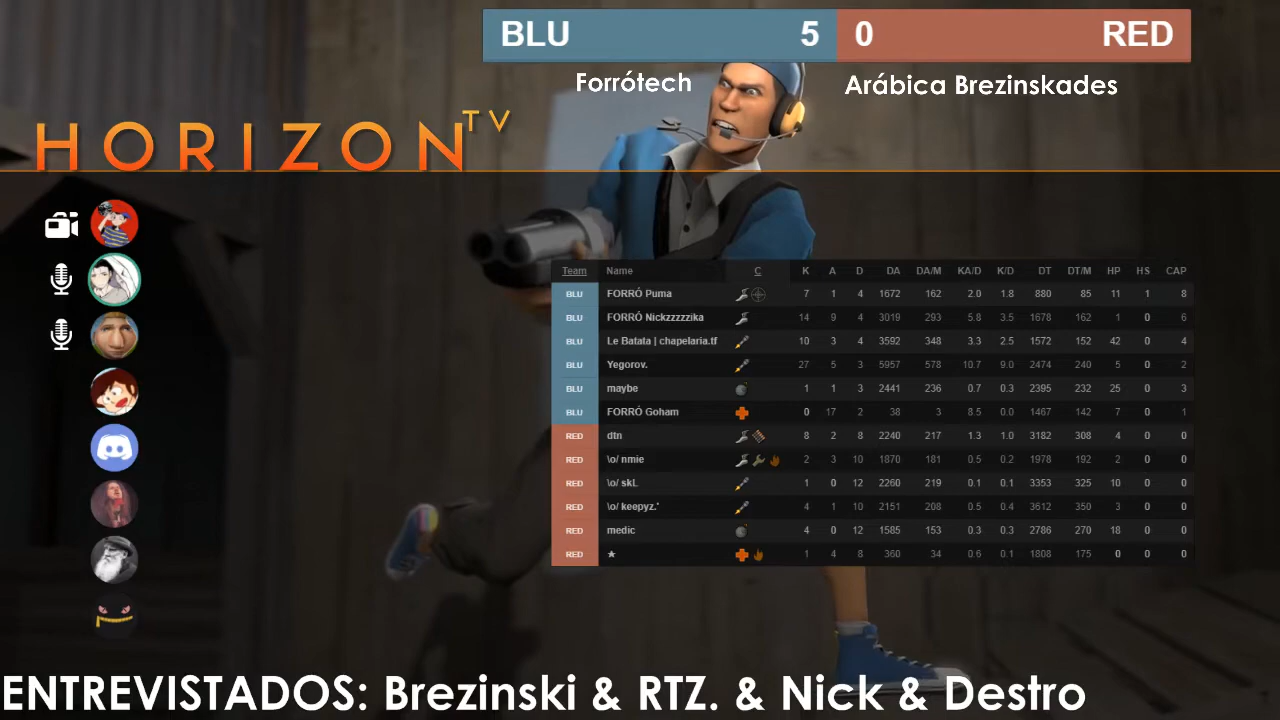 BLU 5 0 RED
Forrótech Arábica Brezinskades
HORIZON TV
Team Name C K A D DA DA/M KA/D K/D DT DT/M HP HS CAP
BLU FORRÓ Puma 7 1 4 1672 162 2.0 1.8 880 85 11 1 8
BLU FORRÓ Nickzzzzzika 14 9 4 3019 293 5.8 3.5 1678 162 1 0 6
BLU Le Batata | chapelaria.tf 10 3 4 3592 348 3.3 2.5 1572 152 42 0 4
BLU Yegorov. 27 5 3 5957 578 10.7 9.0 2474 240 5 0 2
BLU maybe 1 1 3 2441 236 0.7 0.3 2395 232 25 0 3
BLU FORRÓ Goham 0 17 2 38 3 8.5 0.0 1467 142 7 0 1
RED dtn 8 2 8 2240 217 1.3 1.0 3182 308 4 0 0
RED \o/ nmie 2 3 10 1870 181 0.5 0.2 1978 192 2 0 0
RED \o/ skL 1 0 12 2260 219 0.1 0.1 3353 325 10 0 0
RED \o/ keepyz.' 4 1 10 2151 208 0.5 0.4 3612 350 3 0 0
RED medic 4 0 12 1585 153 0.3 0.3 2786 270 18 0 0
RED ★ 1 4 8 360 34 0.6 0.1 1808 175 0 0 0
ENTREVISTADOS: Brezinski & RTZ. & Nick & Destro